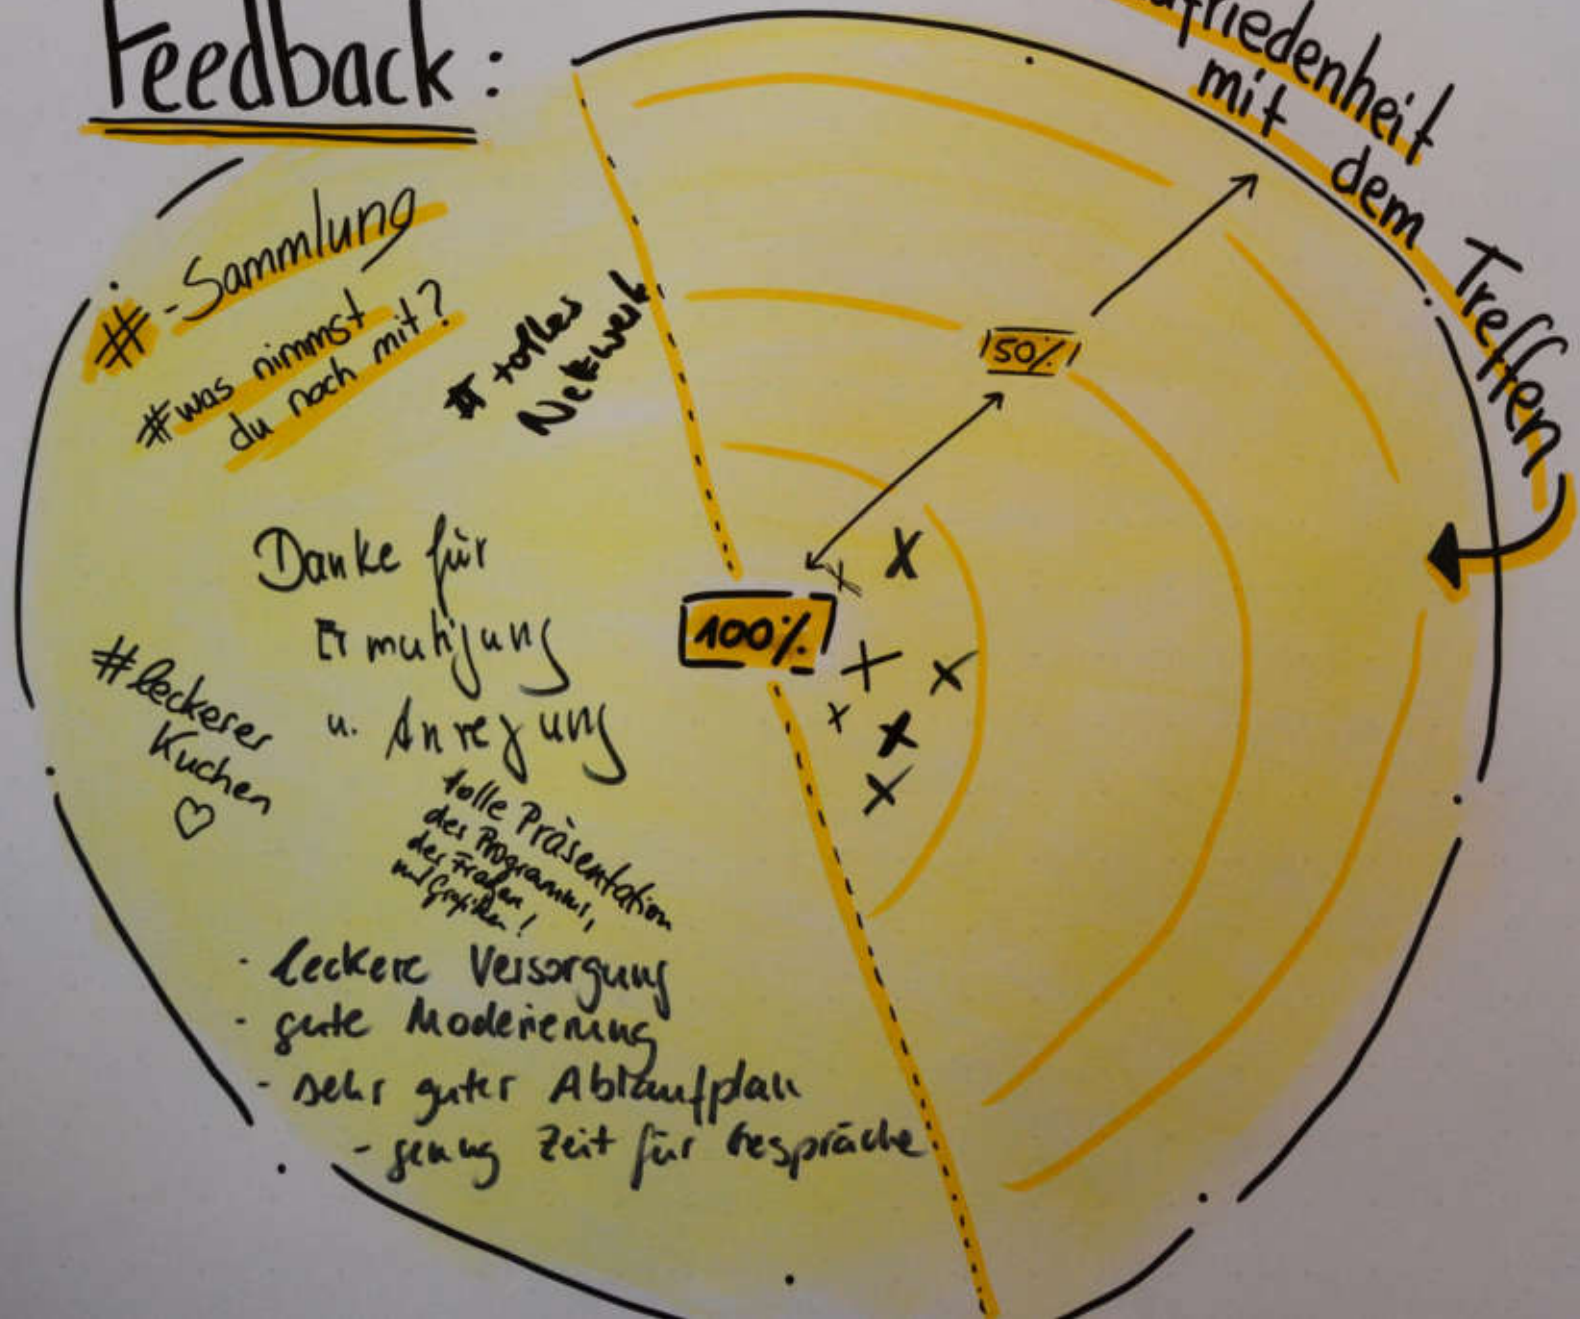 Feedback:
Zufriedenheit
mit dem Treffen
#-Sammlung
#was nimmst
du noch mit?
# tolles
Netzwerk
50%
100%
Danke für
Ermutigung
u. Anregung
#leckerer
Kuchen
tolle Präsentation
des Programms,
der Fragen
mit Grafiken!
· leckere Versorgung
· gute Moderierung
- sehr guter Ablaufplan
- genug Zeit für Gespräche